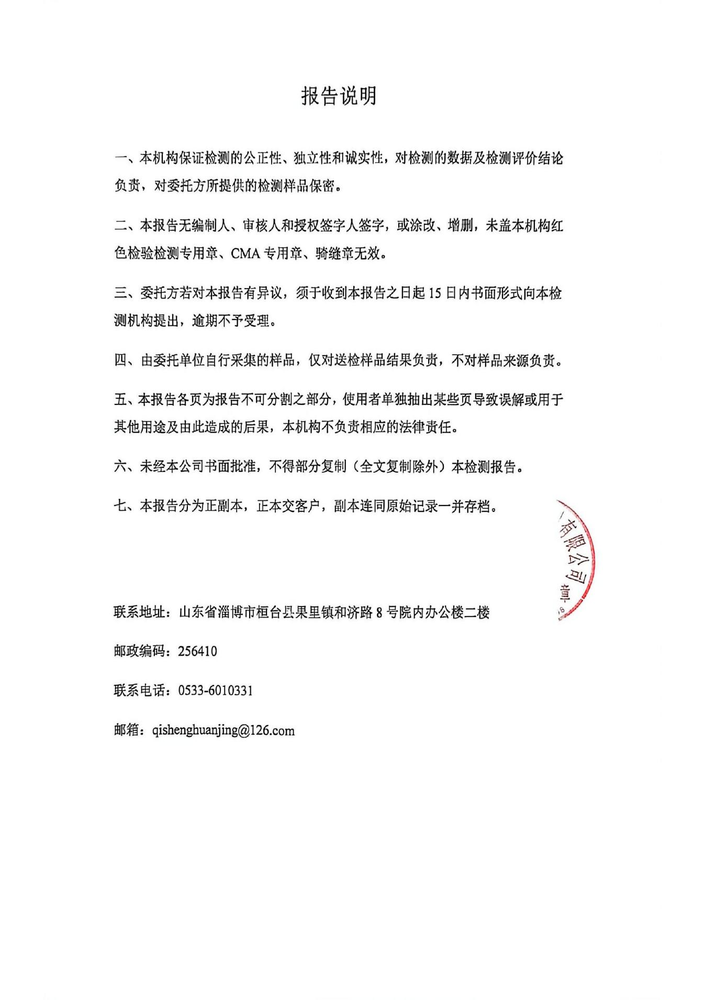 报告说明
一、本机构保证检测的公正性、独立性和诚实性，对检测的数据及检测评价结论
负责，对委托方所提供的检测样品保密。
二、本报告无编制人、审核人和授权签字人签字，或涂改、增删，未盖本机构红
色检验检测专用章、CMA 专用章、骑缝章无效。
三、委托方若对本报告有异议，须于收到本报告之日起 15 日内书面形式向本检
测机构提出，逾期不予受理。
四、由委托单位自行采集的样品，仅对送检样品结果负责，不对样品来源负责。
五、本报告各页为报告不可分割之部分，使用者单独抽出某些页导致误解或用于
其他用途及由此造成的后果，本机构不负责相应的法律责任。
六、未经本公司书面批准，不得部分复制（全文复制除外）本检测报告。
七、本报告分为正副本，正本交客户，副本连同原始记录一并存档。
有限公司
章
联系地址：山东省淄博市桓台县果里镇和济路 8 号院内办公楼二楼
邮政编码：256410
联系电话：0533-6010331
邮箱：qishenghuanjing@126.com